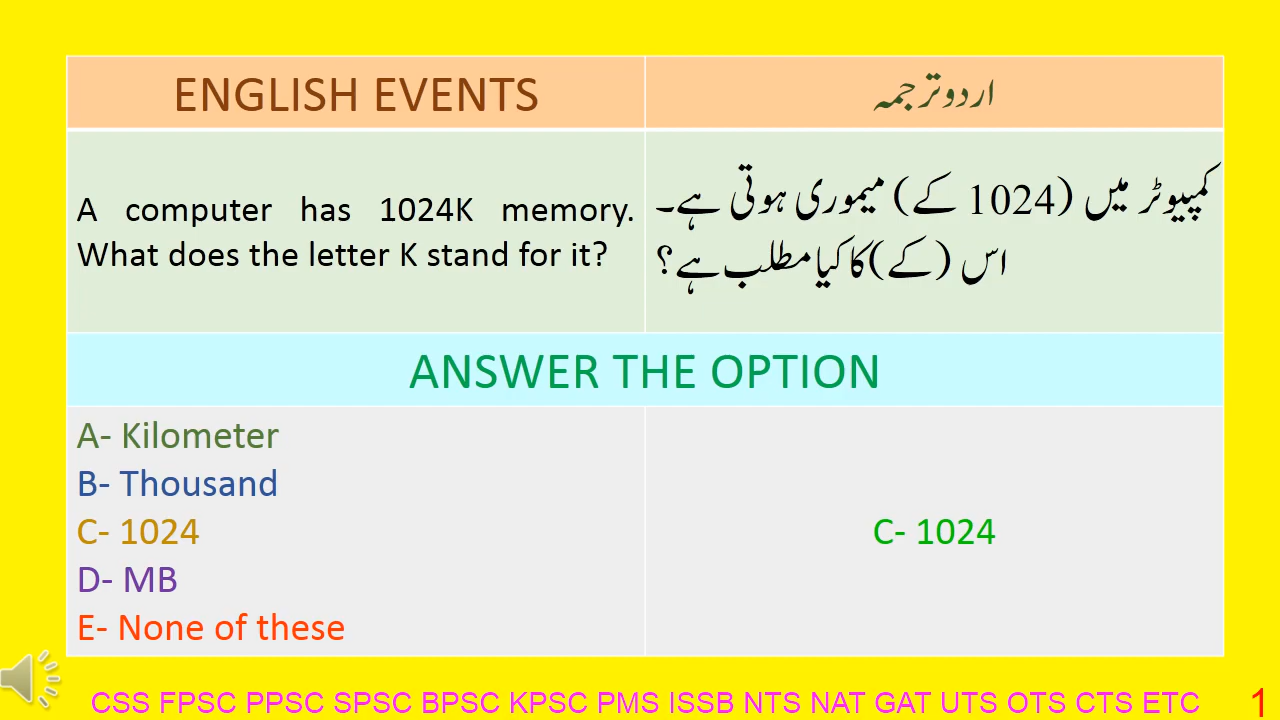 ENGLISH EVENTS
اردو ترجمہ
A computer has 1024K memory.
What does the letter K stand for it?
کمپیوٹر میں (1024 کے) میموری ہوتی ہے۔
اس (کے) کا کیا مطلب ہے؟
ANSWER THE OPTION
A- Kilometer
B- Thousand
C- 1024
D- MB
E- None of these
C- 1024
CSS FPSC PPSC SPSC BPSC KPSC PMS ISSB NTS NAT GAT UTS OTS CTS ETC
1